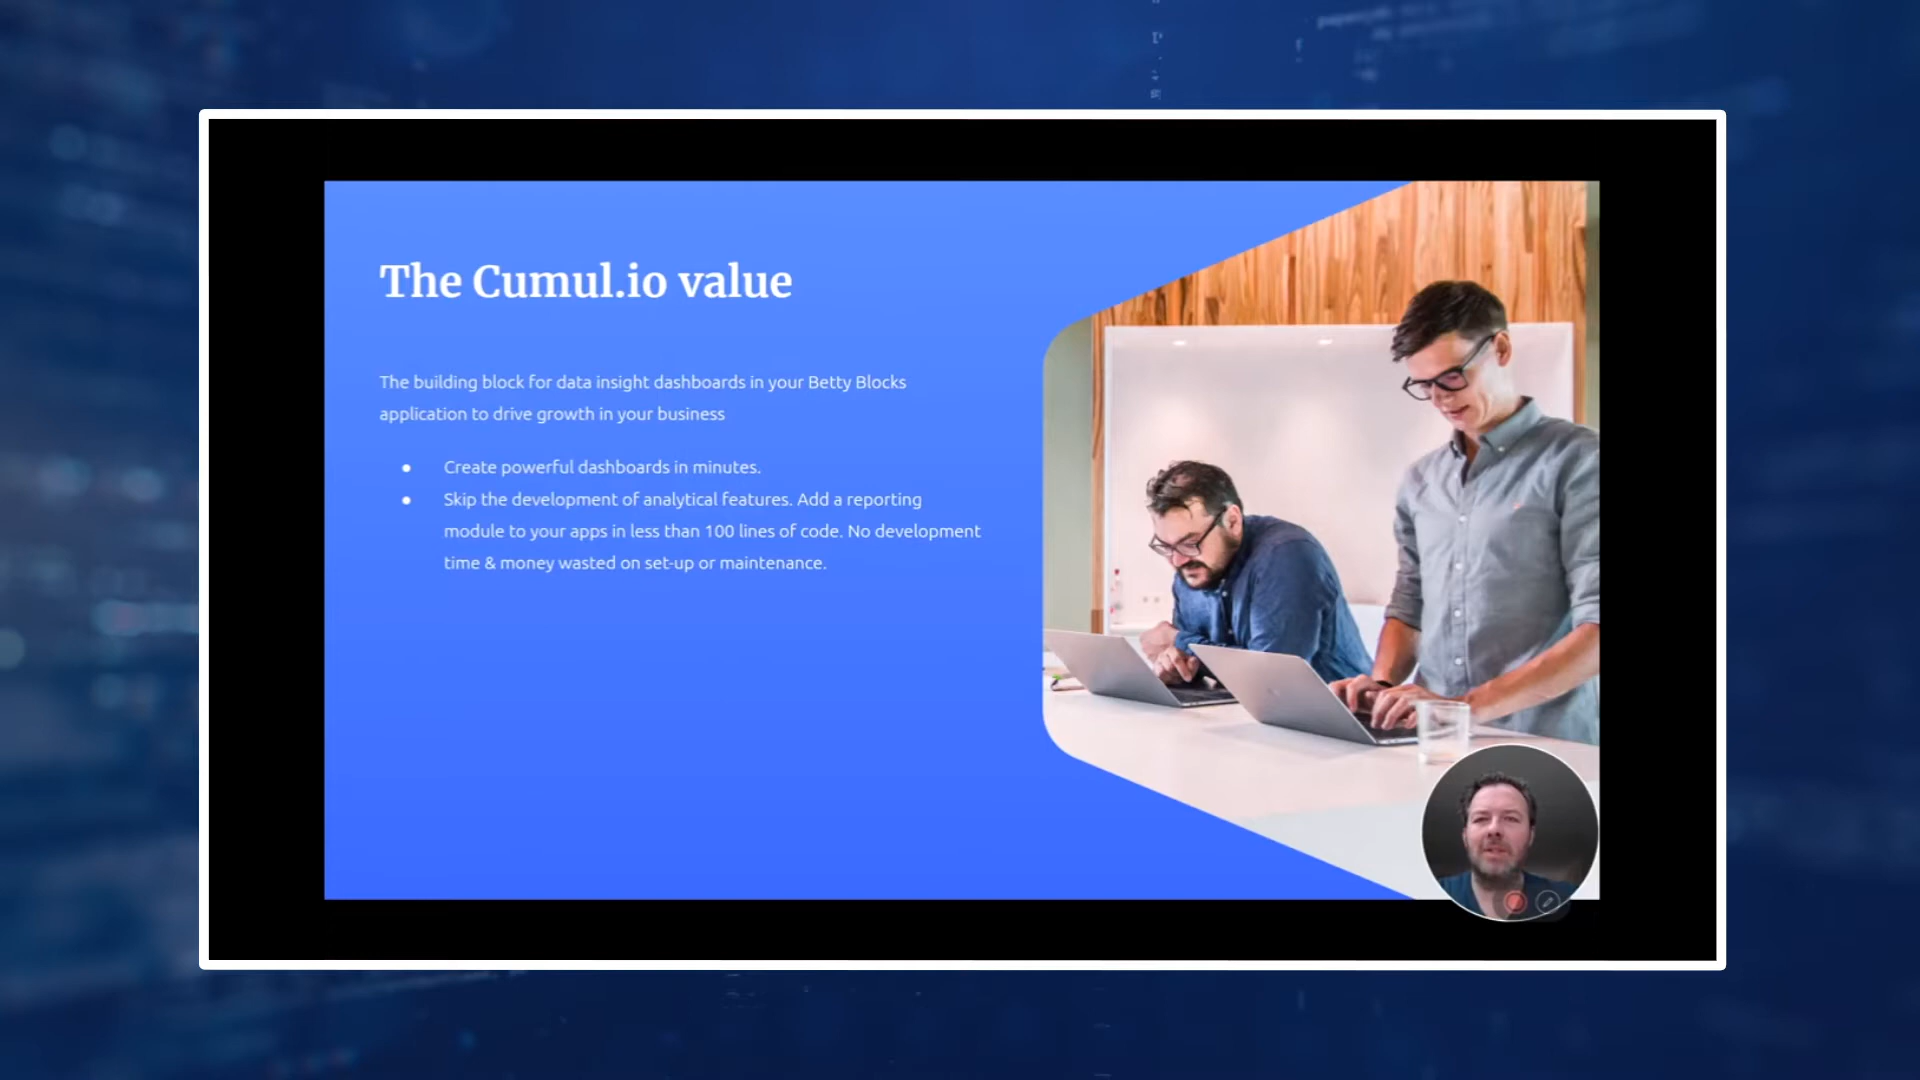 The Cumul.io value
The building block for data insight dashboards in your Betty Blocks
application to drive growth in your business
● Create powerful dashboards in minutes.
● Skip the development of analytical features. Add a reporting
module to your apps in less than 100 lines of code. No development
time & money wasted on set-up or maintenance.